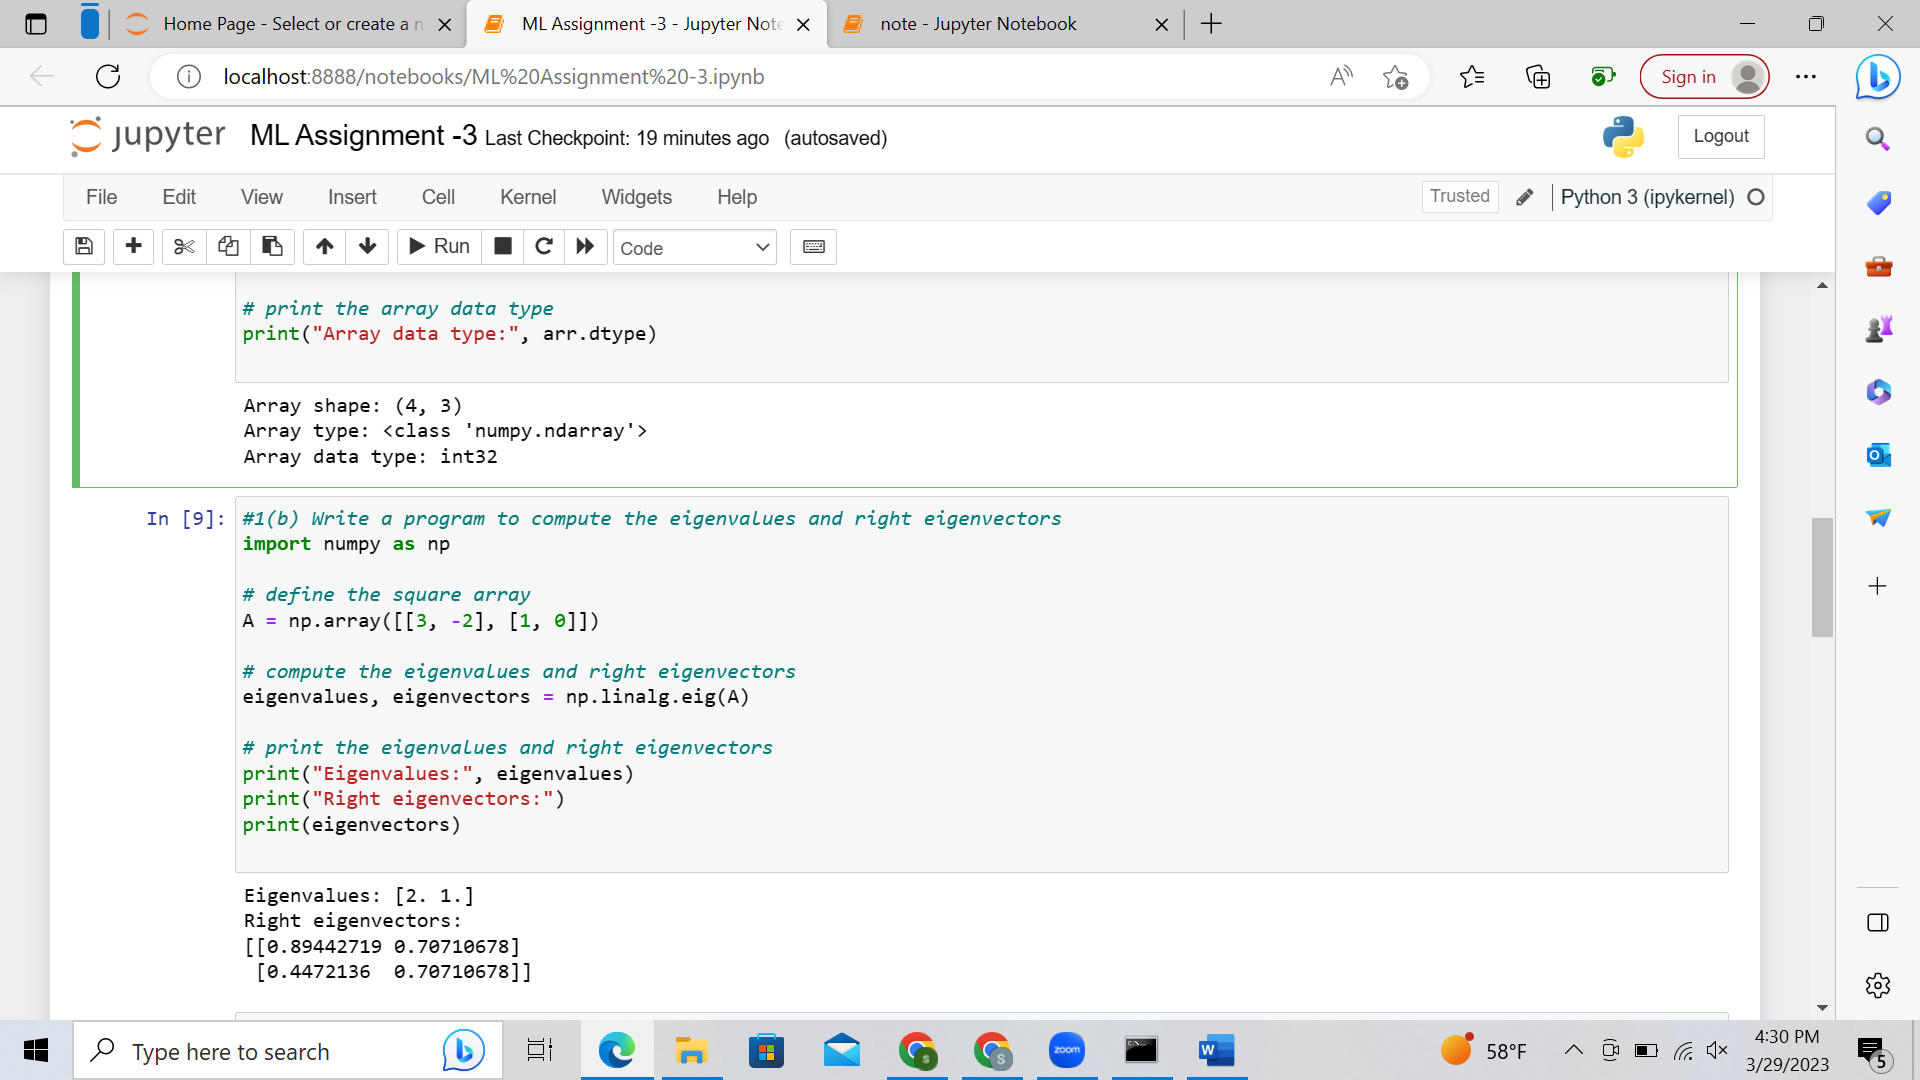 Home Page - Select or create a n
ML Assignment -3 - Jupyter Note
note - Jupyter Notebook
localhost:8888/notebooks/ML%20Assignment%20-3.ipynb
Sign in
jupyter ML Assignment -3 Last Checkpoint: 19 minutes ago (autosaved)
Logout
File Edit View Insert Cell Kernel Widgets Help
Trusted
Python 3 (ipykernel)
Run
Code
# print the array data type
print("Array data type:", arr.dtype)
Array shape: (4, 3)
Array type: <class 'numpy.ndarray'>
Array data type: int32
In [9]: #1(b) Write a program to compute the eigenvalues and right eigenvectors
import numpy as np
# define the square array
A = np.array([[3, -2], [1, 0]])
# compute the eigenvalues and right eigenvectors
eigenvalues, eigenvectors = np.linalg.eig(A)
# print the eigenvalues and right eigenvectors
print("Eigenvalues:", eigenvalues)
print("Right eigenvectors:")
print(eigenvectors)
Eigenvalues: [2. 1.]
Right eigenvectors:
[[0.89442719 0.70710678]
 [0.4472136  0.70710678]]
Type here to search
S
S
zoom
W
58°F
4:30 PM
3/29/2023
5